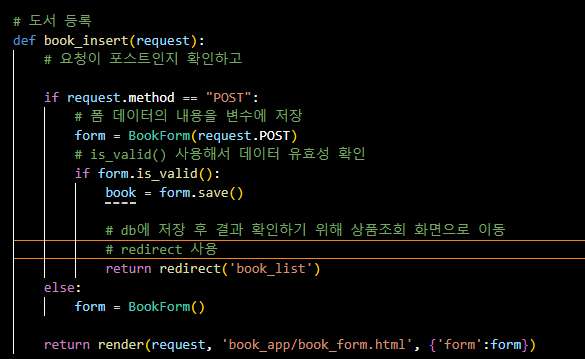 # 도서 등록
def book_insert(request):
    # 요청이 포스트인지 확인하고
    if request.method == "POST":
        # 폼 데이터의 내용을 변수에 저장
        form = BookForm(request.POST)
        # is_valid() 사용해서 데이터 유효성 확인
        if form.is_valid():
            book = form.save()
            # db에 저장 후 결과 확인하기 위해 상품조회 화면으로 이동
            # redirect 사용
            return redirect('book_list')
    else:
        form = BookForm()
    return render(request, 'book_app/book_form.html', {'form':form})